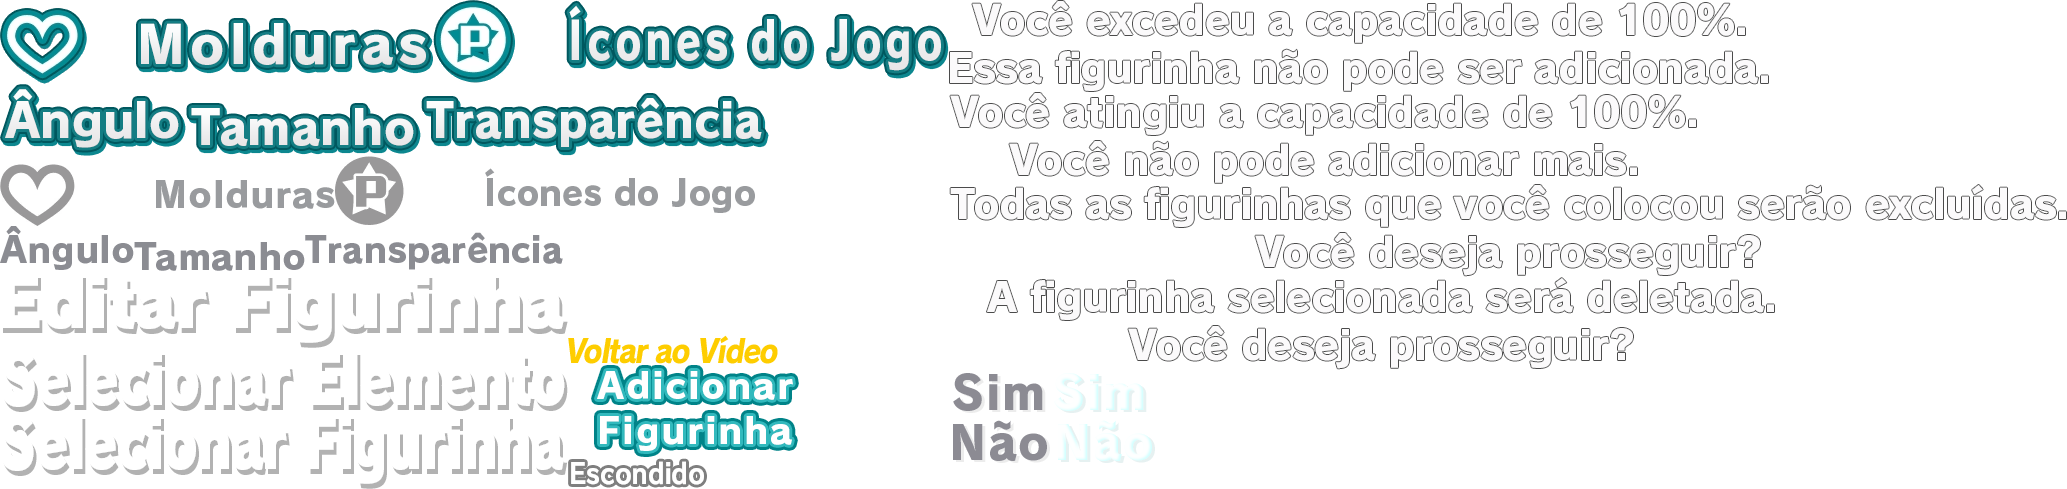 Molduras
P
Ícones do Jogo
Ângulo
Tamanho
Transparência
Molduras
P
Ícones do Jogo
Ângulo
Tamanho
Transparência
Editar Figurinha
Selecionar Elemento
Selecionar Figurinha
Voltar ao Vídeo
Adicionar
Figurinha
Escondido
Você excedeu a capacidade de 100%.
Essa figurinha não pode ser adicionada.
Você atingiu a capacidade de 100%.
Você não pode adicionar mais.
Todas as figurinhas que você colocou serão excluídas.
Você deseja prosseguir?
A figurinha selecionada será deletada.
Você deseja prosseguir?
Sim
Sim
Não
Não